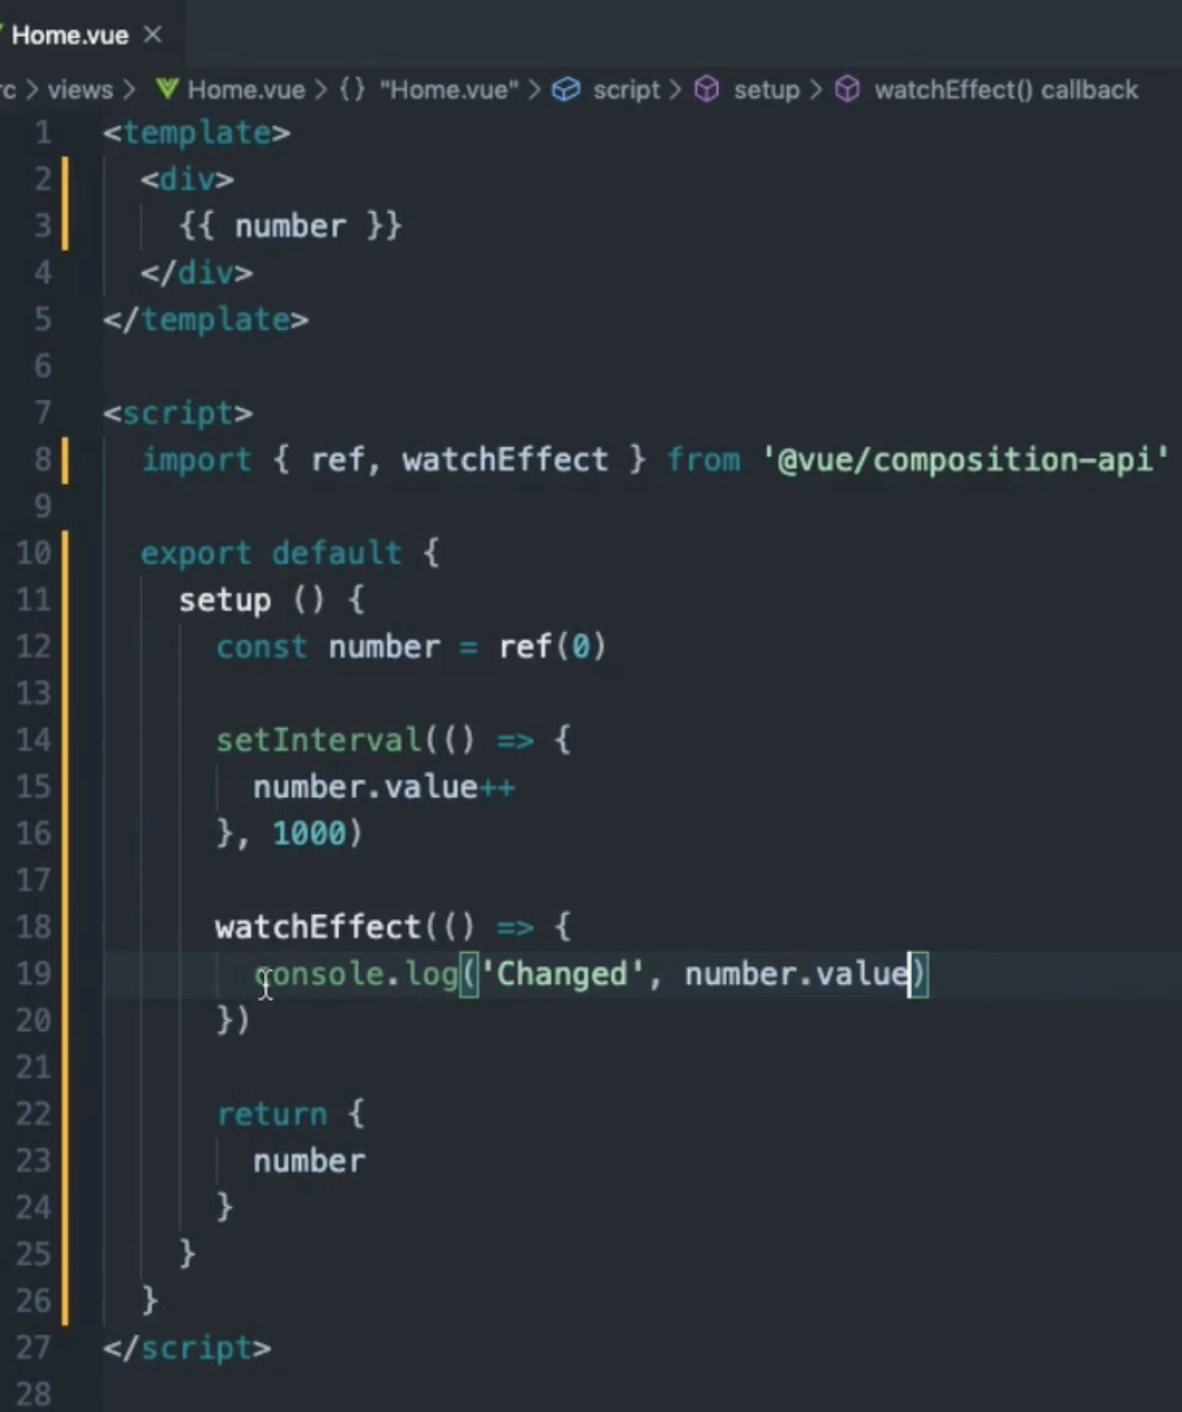 Home.vue ×
rc > views > Home.vue > {} "Home.vue" > script > setup > watchEffect() callback
1 <template>
2   <div>
3     {{ number }}
4   </div>
5 </template>
6
7 <script>
8   import { ref, watchEffect } from '@vue/composition-api'
9
10   export default {
11     setup () {
12       const number = ref(0)
13
14       setInterval(() => {
15         number.value++
16       }, 1000)
17
18       watchEffect(() => {
19         console.log('Changed', number.value)
20       })
21
22       return {
23         number
24       }
25     }
26   }
27 </script>
28